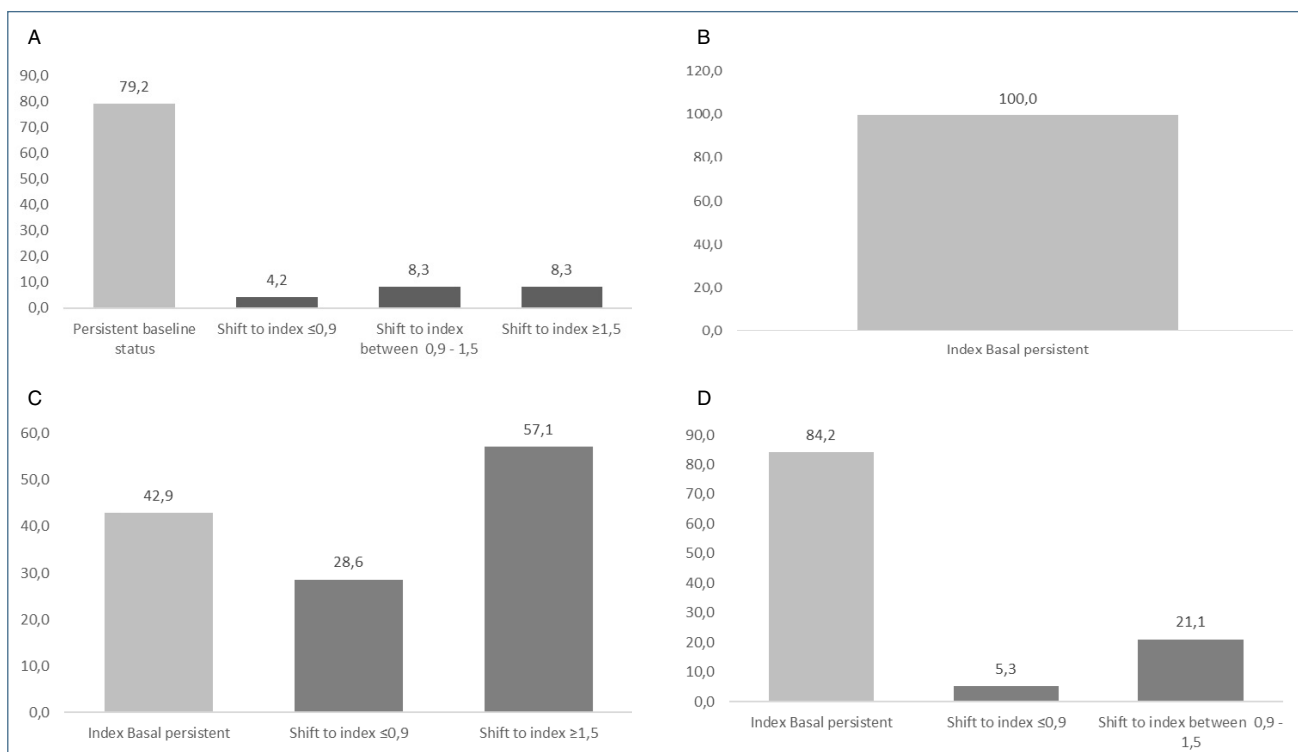 A
90,0
80,0
70,0
60,0
50,0
40,0
30,0
20,0
10,0
0,0
79,2
4,2
8,3
8,3
Persistent baseline
status
Shift to index ≤0,9
Shift to index
between 0,9 - 1,5
Shift to index ≥1,5
B
120,0
100,0
80,0
60,0
40,0
20,0
0,0
100,0
Index Basal persistent
C
60,0
50,0
40,0
30,0
20,0
10,0
0,0
42,9
28,6
57,1
Index Basal persistent
Shift to index ≤0,9
Shift to index ≥1,5
D
90,0
80,0
70,0
60,0
50,0
40,0
30,0
20,0
10,0
0,0
84,2
5,3
21,1
Index Basal persistent
Shift to index ≤0,9
Shift to index between 0,9 -
1,5